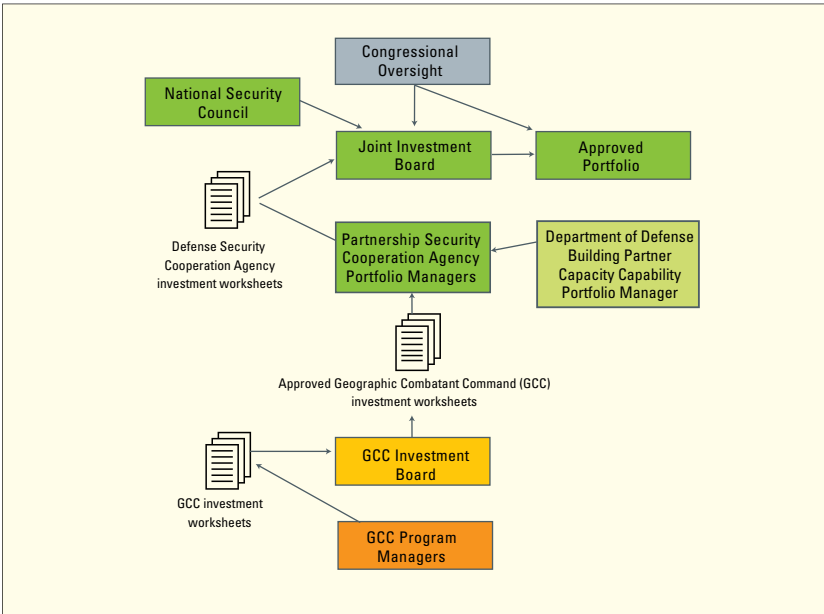 Congressional
Oversight
National Security
Council
Joint Investment
Board
Approved
Portfolio
Defense Security
Cooperation Agency
investment worksheets
Partnership Security
Cooperation Agency
Portfolio Managers
Department of Defense
Building Partner
Capacity Capability
Portfolio Manager
Approved Geographic Combatant Command (GCC)
investment worksheets
GCC Investment
Board
GCC investment
worksheets
GCC Program
Managers